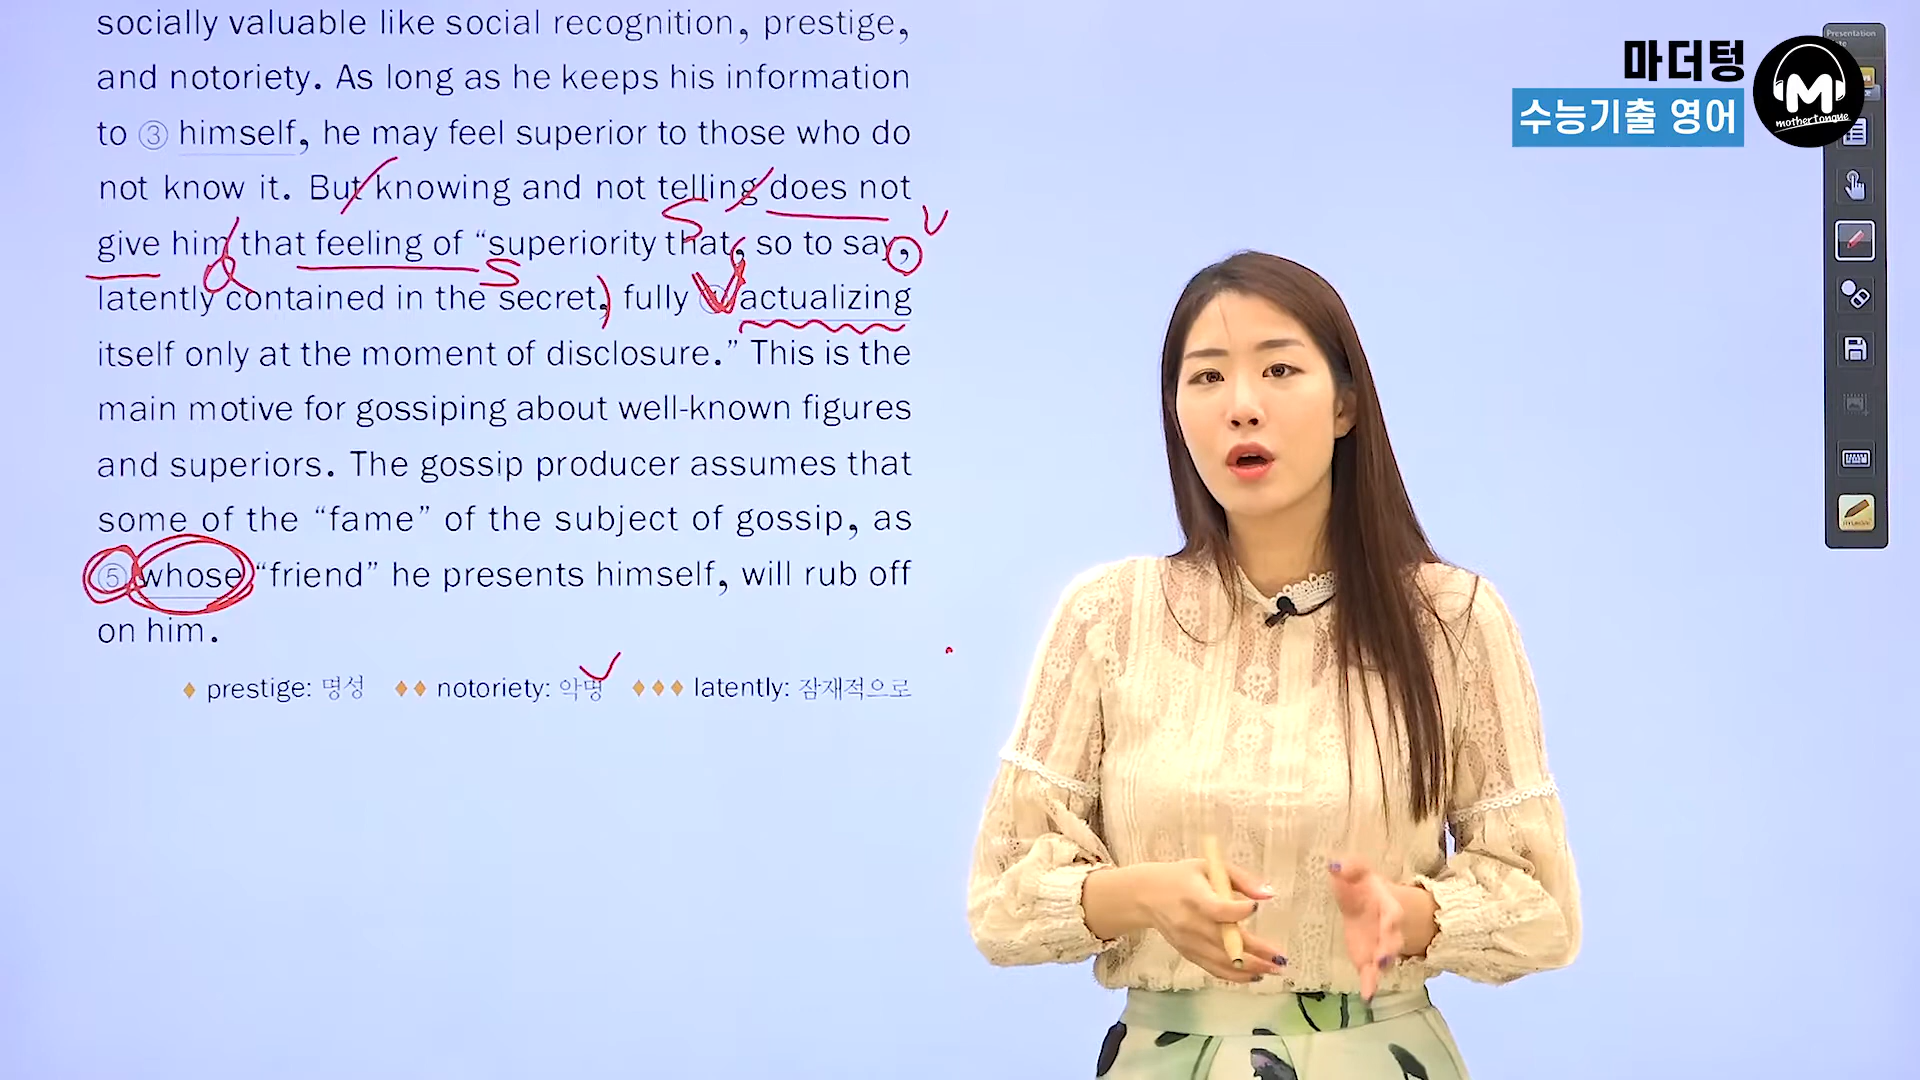 socially valuable like social recognition, prestige,
and notoriety. As long as he keeps his information
to ③ himself, he may feel superior to those who do
not know it. But knowing and not telling does not
give him that feeling of “superiority that, so to say,
latently contained in the secret, fully actualizing
itself only at the moment of disclosure.” This is the
main motive for gossiping about well-known figures
and superiors. The gossip producer assumes that
some of the “fame” of the subject of gossip, as
⑤ whose “friend” he presents himself, will rub off
on him.
♦ prestige: 명성 ♦♦ notoriety: 악명 ♦♦♦ latently: 잠재적으로
마더텅
수능기출 영어
M
mothertongue
Presentation